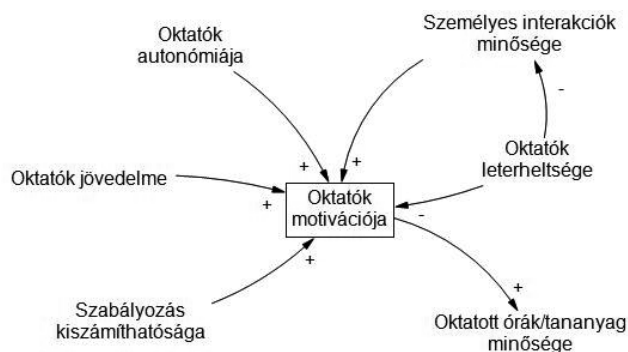 Oktatók
autonómiája
Személyes interakciók
minősége
-
Oktatók
leterheltsége
+
+
Oktatók jövedelme
+
Oktatók
motivációja
-
+
+
Szabályozás
kiszámíthatósága
Oktatott órák/tananyag
minősége